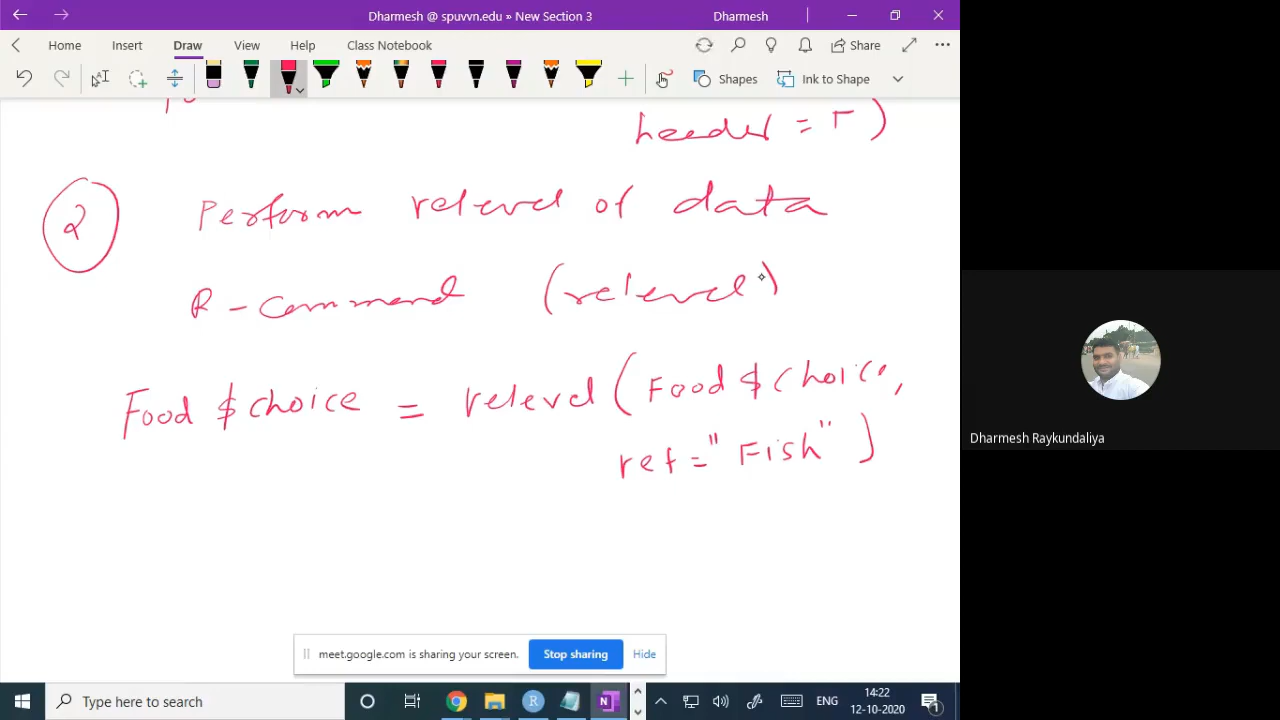 Dharmesh @ spuvvn.edu » New Section 3
Dharmesh
Home Insert Draw View Help Class Notebook
Share
Shapes
Ink to Shape
header = T )
2
Perform relevel of data
R - Command (relevel)
Food $ choice = relevel ( Food $ choice,
ref = "Fish" )
Dharmesh Raykundaliya
meet.google.com is sharing your screen.
Stop sharing
Hide
Type here to search
ENG
14:22
12-10-2020
1